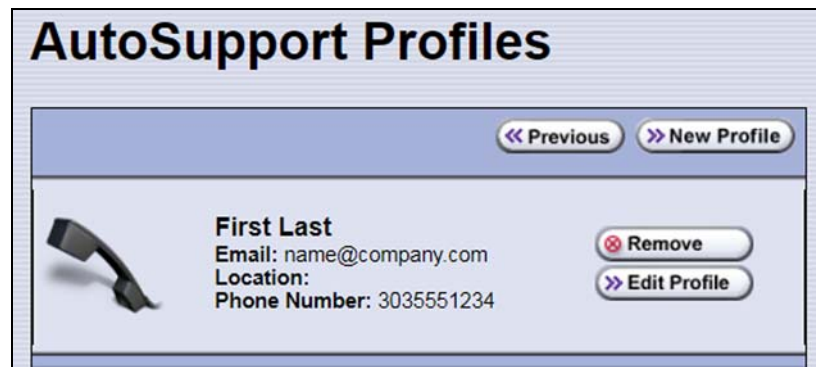 AutoSupport Profiles
Previous
New Profile
First Last
Email: name@company.com
Location:
Phone Number: 3035551234
Remove
Edit Profile